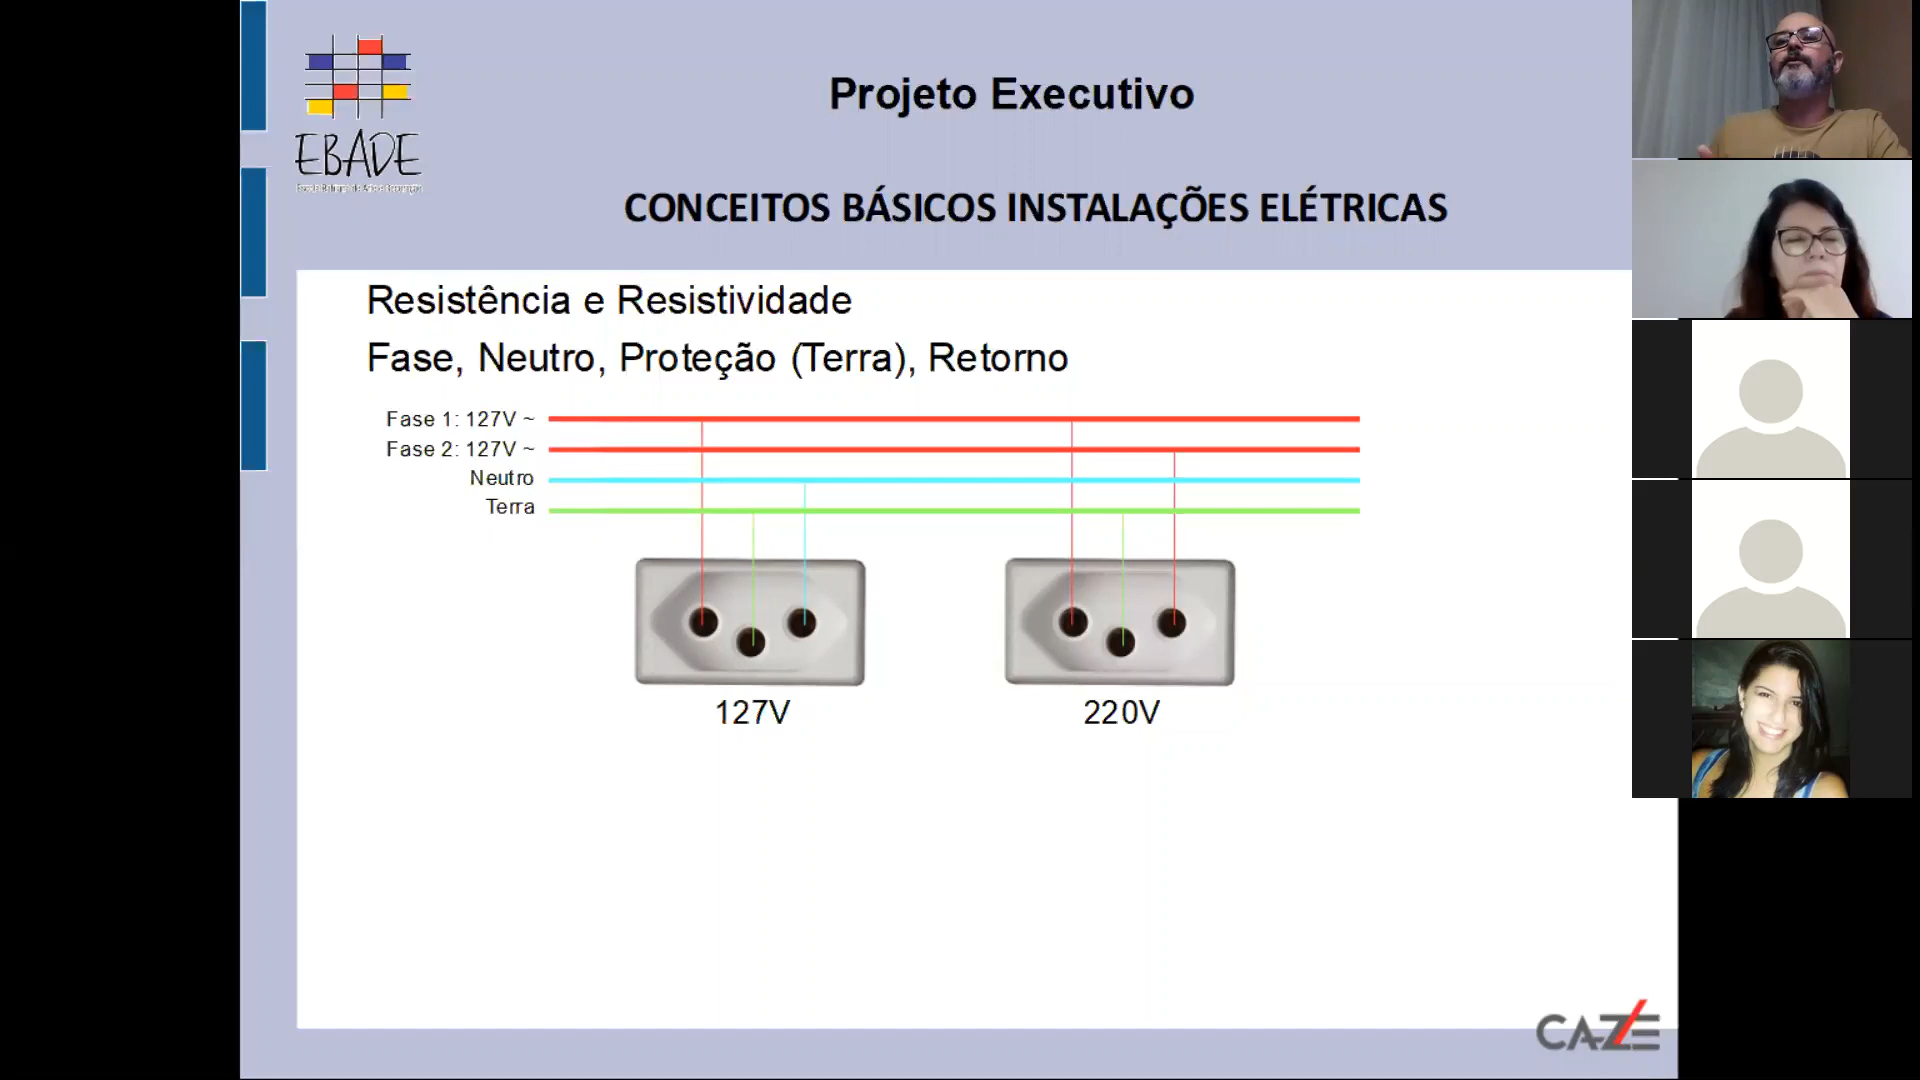 EBADE
Projeto Executivo
CONCEITOS BÁSICOS INSTALAÇÕES ELÉTRICAS
Resistência e Resistividade
Fase, Neutro, Proteção (Terra), Retorno
Fase 1: 127V ~
Fase 2: 127V ~
Neutro
Terra
127V
220V
CAZE